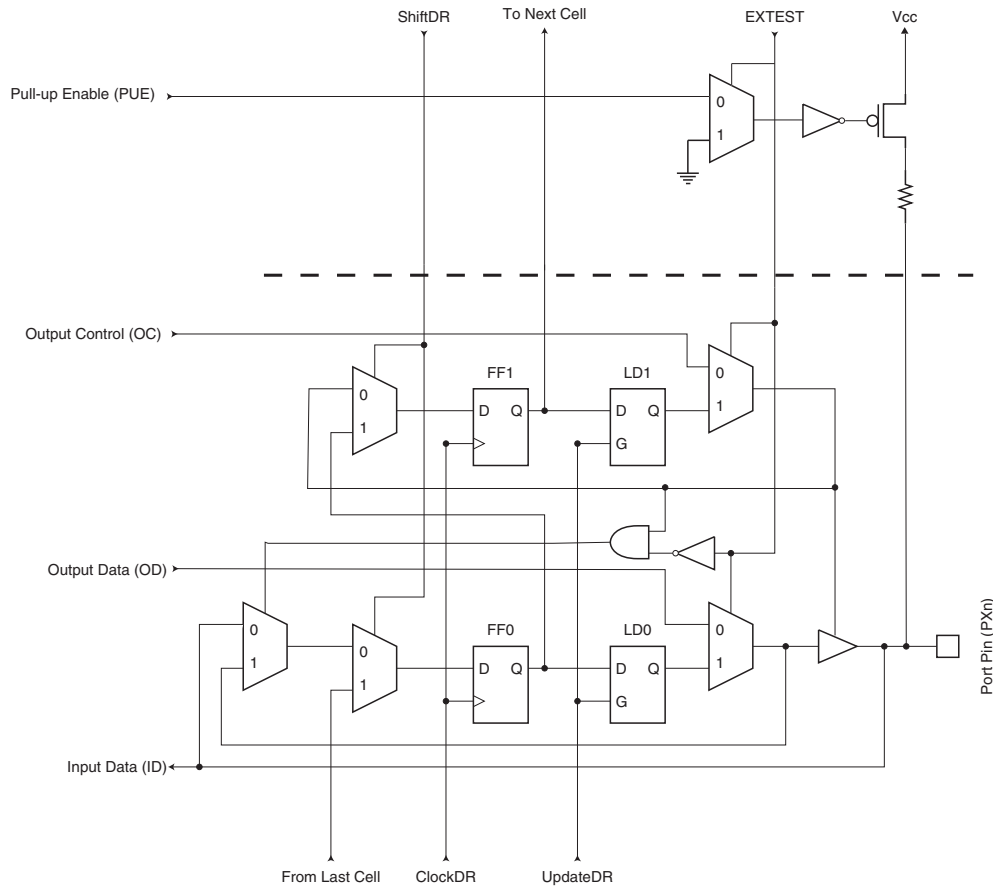 ShiftDR
To Next Cell
EXTEST
Vcc
Pull-up Enable (PUE)
0
1
Output Control (OC)
FF1
LD1
0
1
D Q
D Q
G
0
1
Output Data (OD)
FF0
LD0
0
1
0
1
D Q
D Q
G
0
1
Port Pin (PXn)
Input Data (ID)
From Last Cell
ClockDR
UpdateDR